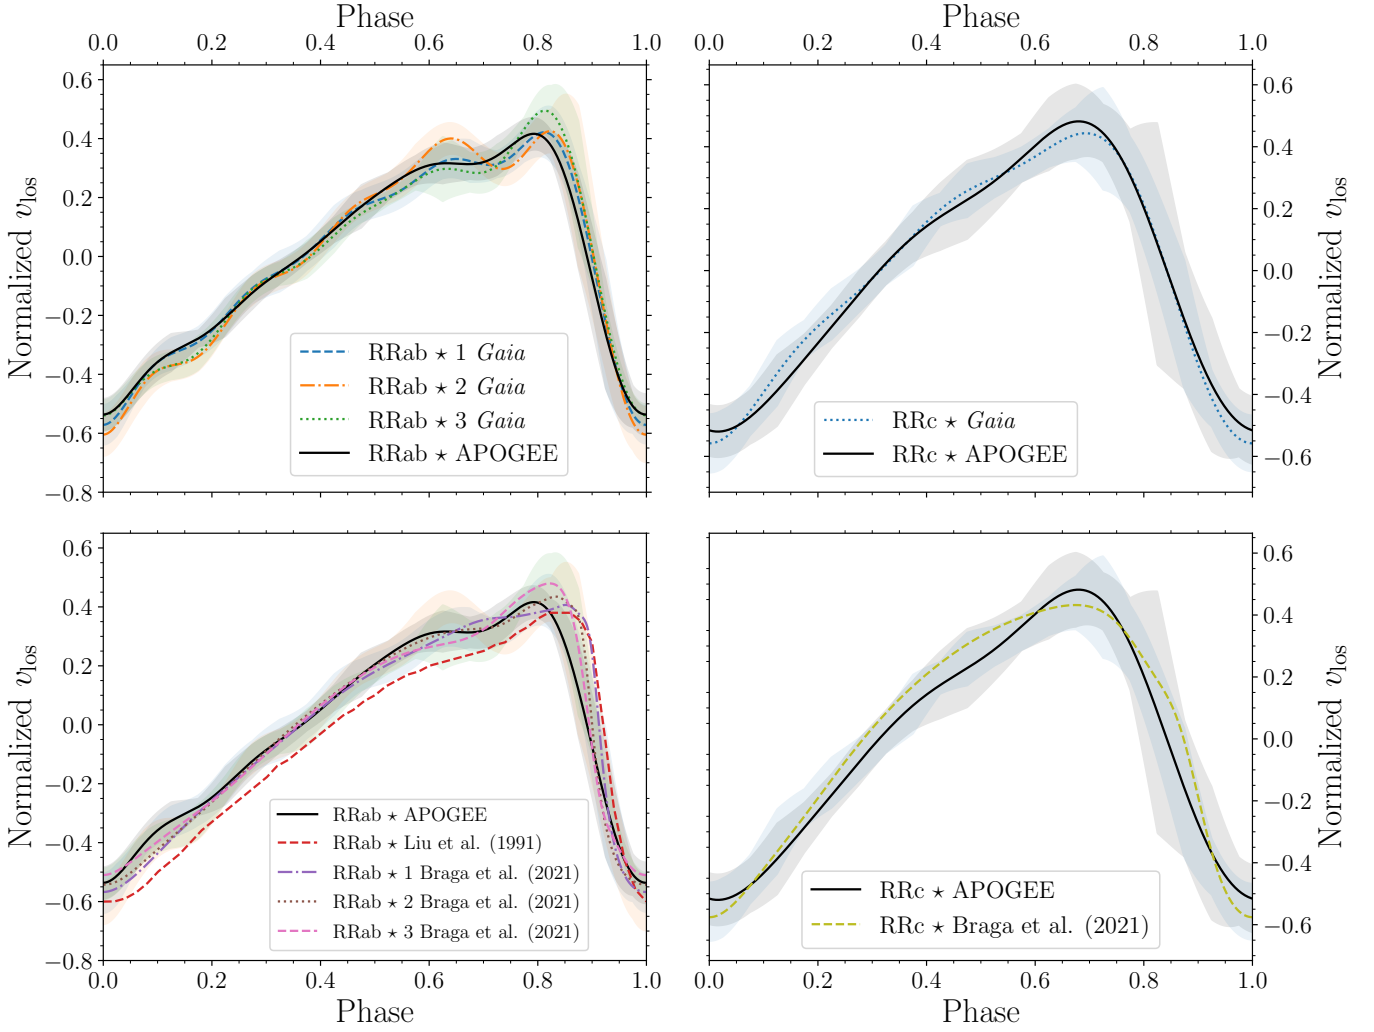 Phase
Phase
0.0 0.2 0.4 0.6 0.8 1.0
0.0 0.2 0.4 0.6 0.8 1.0
Normalized v_los
0.6
0.4
0.2
0.0
−0.2
−0.4
−0.6
−0.8
RRab ⋆ 1 Gaia
RRab ⋆ 2 Gaia
RRab ⋆ 3 Gaia
RRab ⋆ APOGEE
RRc ⋆ Gaia
RRc ⋆ APOGEE
0.6
0.4
0.2
0.0
−0.2
−0.4
−0.6
Normalized v_los
Normalized v_los
0.6
0.4
0.2
0.0
−0.2
−0.4
−0.6
−0.8
RRab ⋆ APOGEE
RRab ⋆ Liu et al. (1991)
RRab ⋆ 1 Braga et al. (2021)
RRab ⋆ 2 Braga et al. (2021)
RRab ⋆ 3 Braga et al. (2021)
RRc ⋆ APOGEE
RRc ⋆ Braga et al. (2021)
0.6
0.4
0.2
0.0
−0.2
−0.4
−0.6
Normalized v_los
0.0 0.2 0.4 0.6 0.8 1.0
0.0 0.2 0.4 0.6 0.8 1.0
Phase
Phase